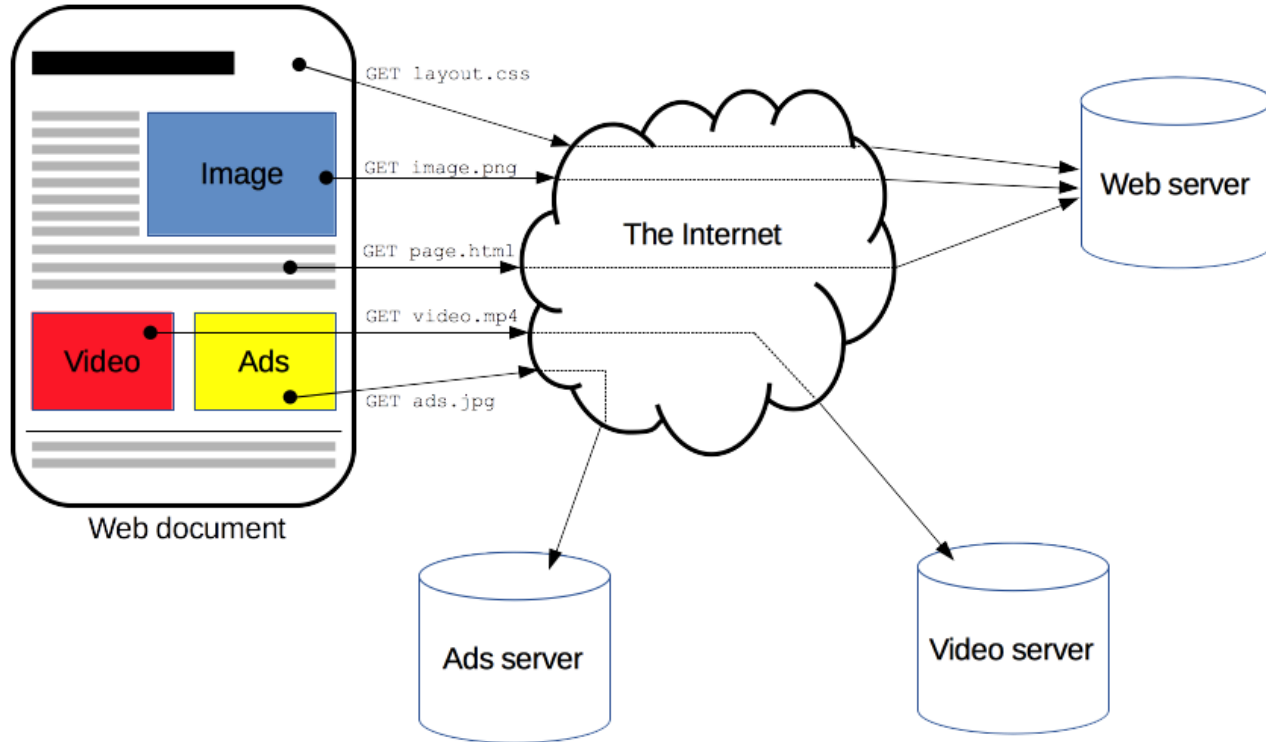 GET layout.css
Image
GET image.png
Web server
The Internet
GET page.html
GET video.mp4
Video
Ads
GET ads.jpg
Web document
Ads server
Video server